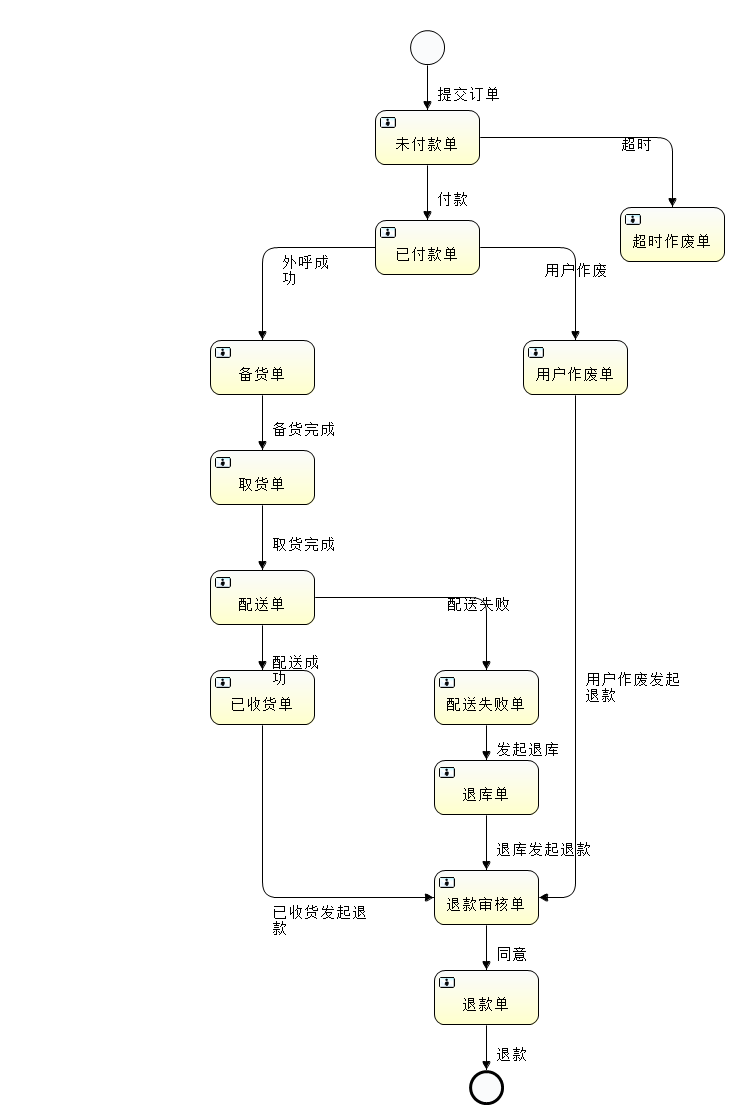 提交订单
未付款单
超时
付款
超时作废单
已付款单
外呼成
功
用户作废
备货单
用户作废单
备货完成
取货单
取货完成
配送单
配送失败
配送成
功
已收货单
配送失败单
用户作废发起
退款
发起退库
退库单
退库发起退款
退款审核单
已收货发起退
款
同意
退款单
退款